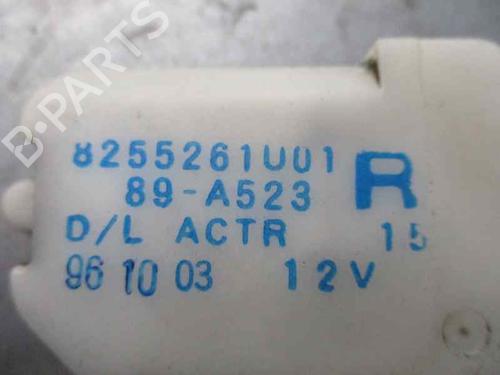 B-PARTS
8255261U01
89-A523 R
D/L ACTR 15
96 10 03 12V